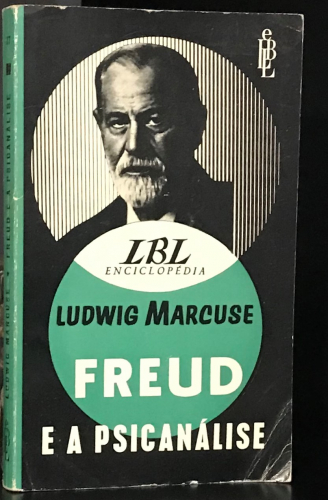 LBL
ENCICLOPÉDIA
LUDWIG MARCUSE
FREUD
E A PSICANÁLISE
LUDWIG MARCUSE • FREUD E A PSICANÁLISE